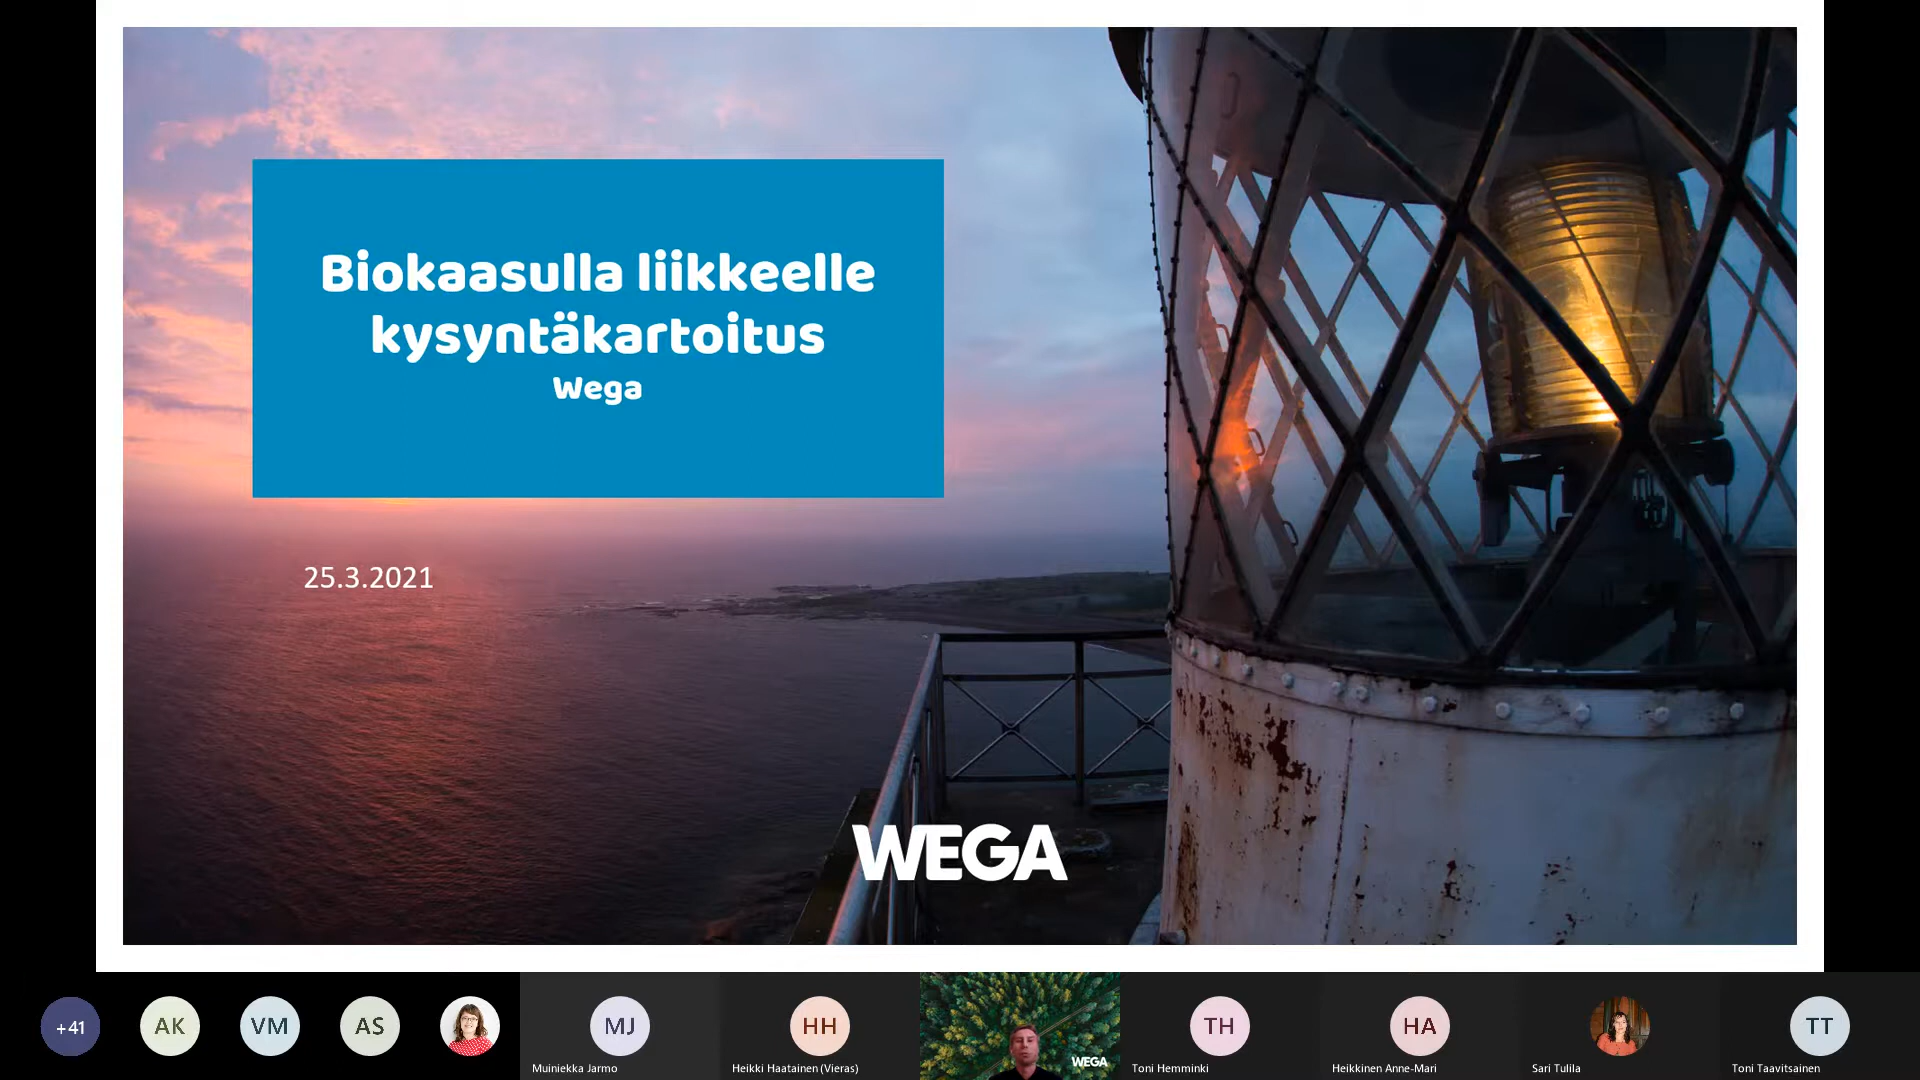 Biokaasulla liikkeelle
kysyntäkartoitus
Wega
25.3.2021
WEGA
+41
AK
VM
AS
MJ
Muiniekka Jarmo
HH
Heikki Haatainen (Vieras)
WEGA
TH
Toni Hemminki
HA
Heikkinen Anne-Mari
Sari Tulila
TT
Toni Taavitsainen